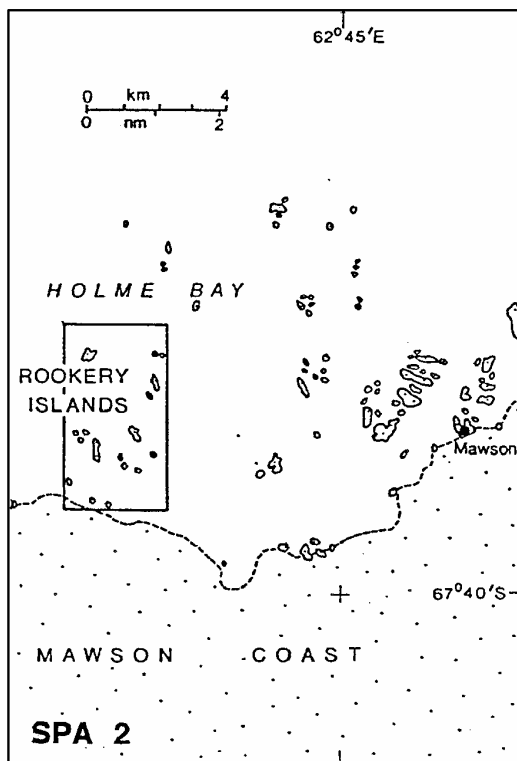 62°45'E
0 km 4
0 nm 2
HOLME BAY
G
ROOKERY
ISLANDS
Mawson
67°40'S
MAWSON COAST
SPA 2